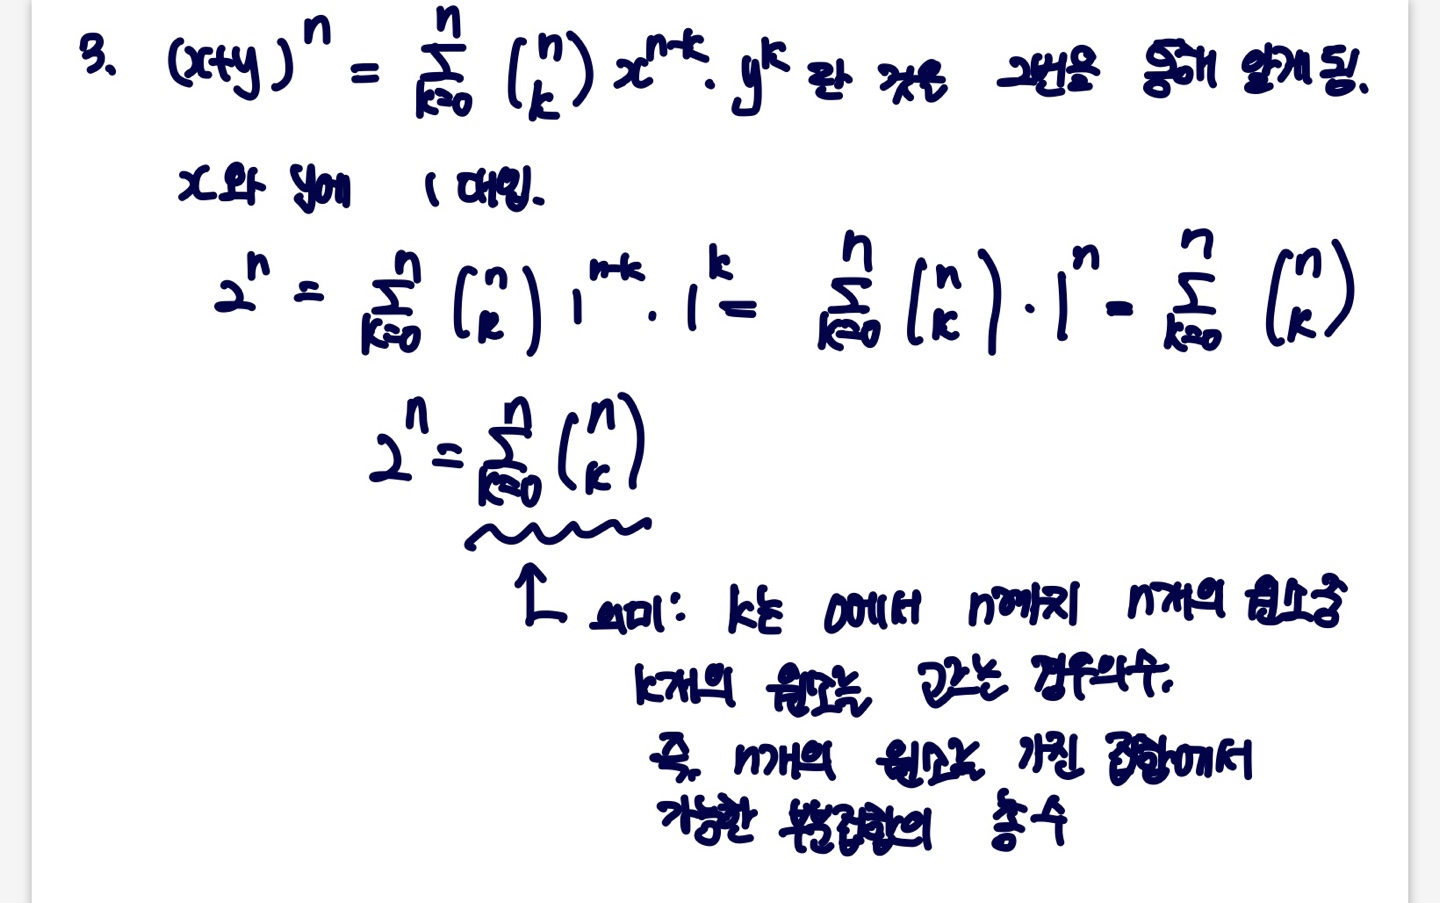 3. (x+y)^n = \sum_{k=0}^{n} \binom{n}{k} x^{n-k} \cdot y^k 란 것은 2번을 통해 알게 됨.
x와 y에 1 대입.
2^n = \sum_{k=0}^{n} \binom{n}{k} 1^{n-k} \cdot 1^k = \sum_{k=0}^{n} \binom{n}{k} \cdot 1^n = \sum_{k=0}^{n} \binom{n}{k}
2^n = \sum_{k=0}^{n} \binom{n}{k}
↑ 의미: k는 0에서 n까지 n개의 원소중
k개의 원소를 고르는 경우의수.
즉, n개의 원소를 가진 집합에서
가능한 부분집합의 총 수